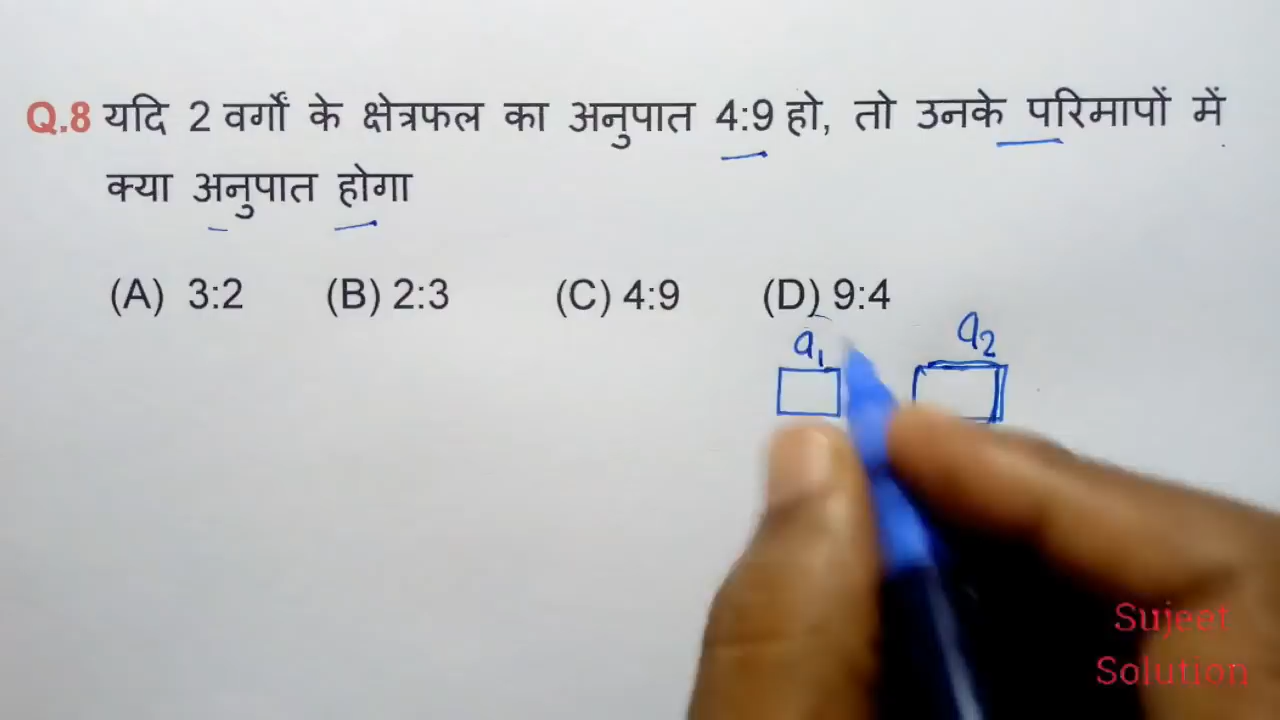 Q.8 यदि 2 वर्गों के क्षेत्रफल का अनुपात 4:9 हो, तो उनके परिमापों में
क्या अनुपात होगा
(A) 3:2 (B) 2:3 (C) 4:9 (D) 9:4
a₁ a₂
Sujeet
Solution